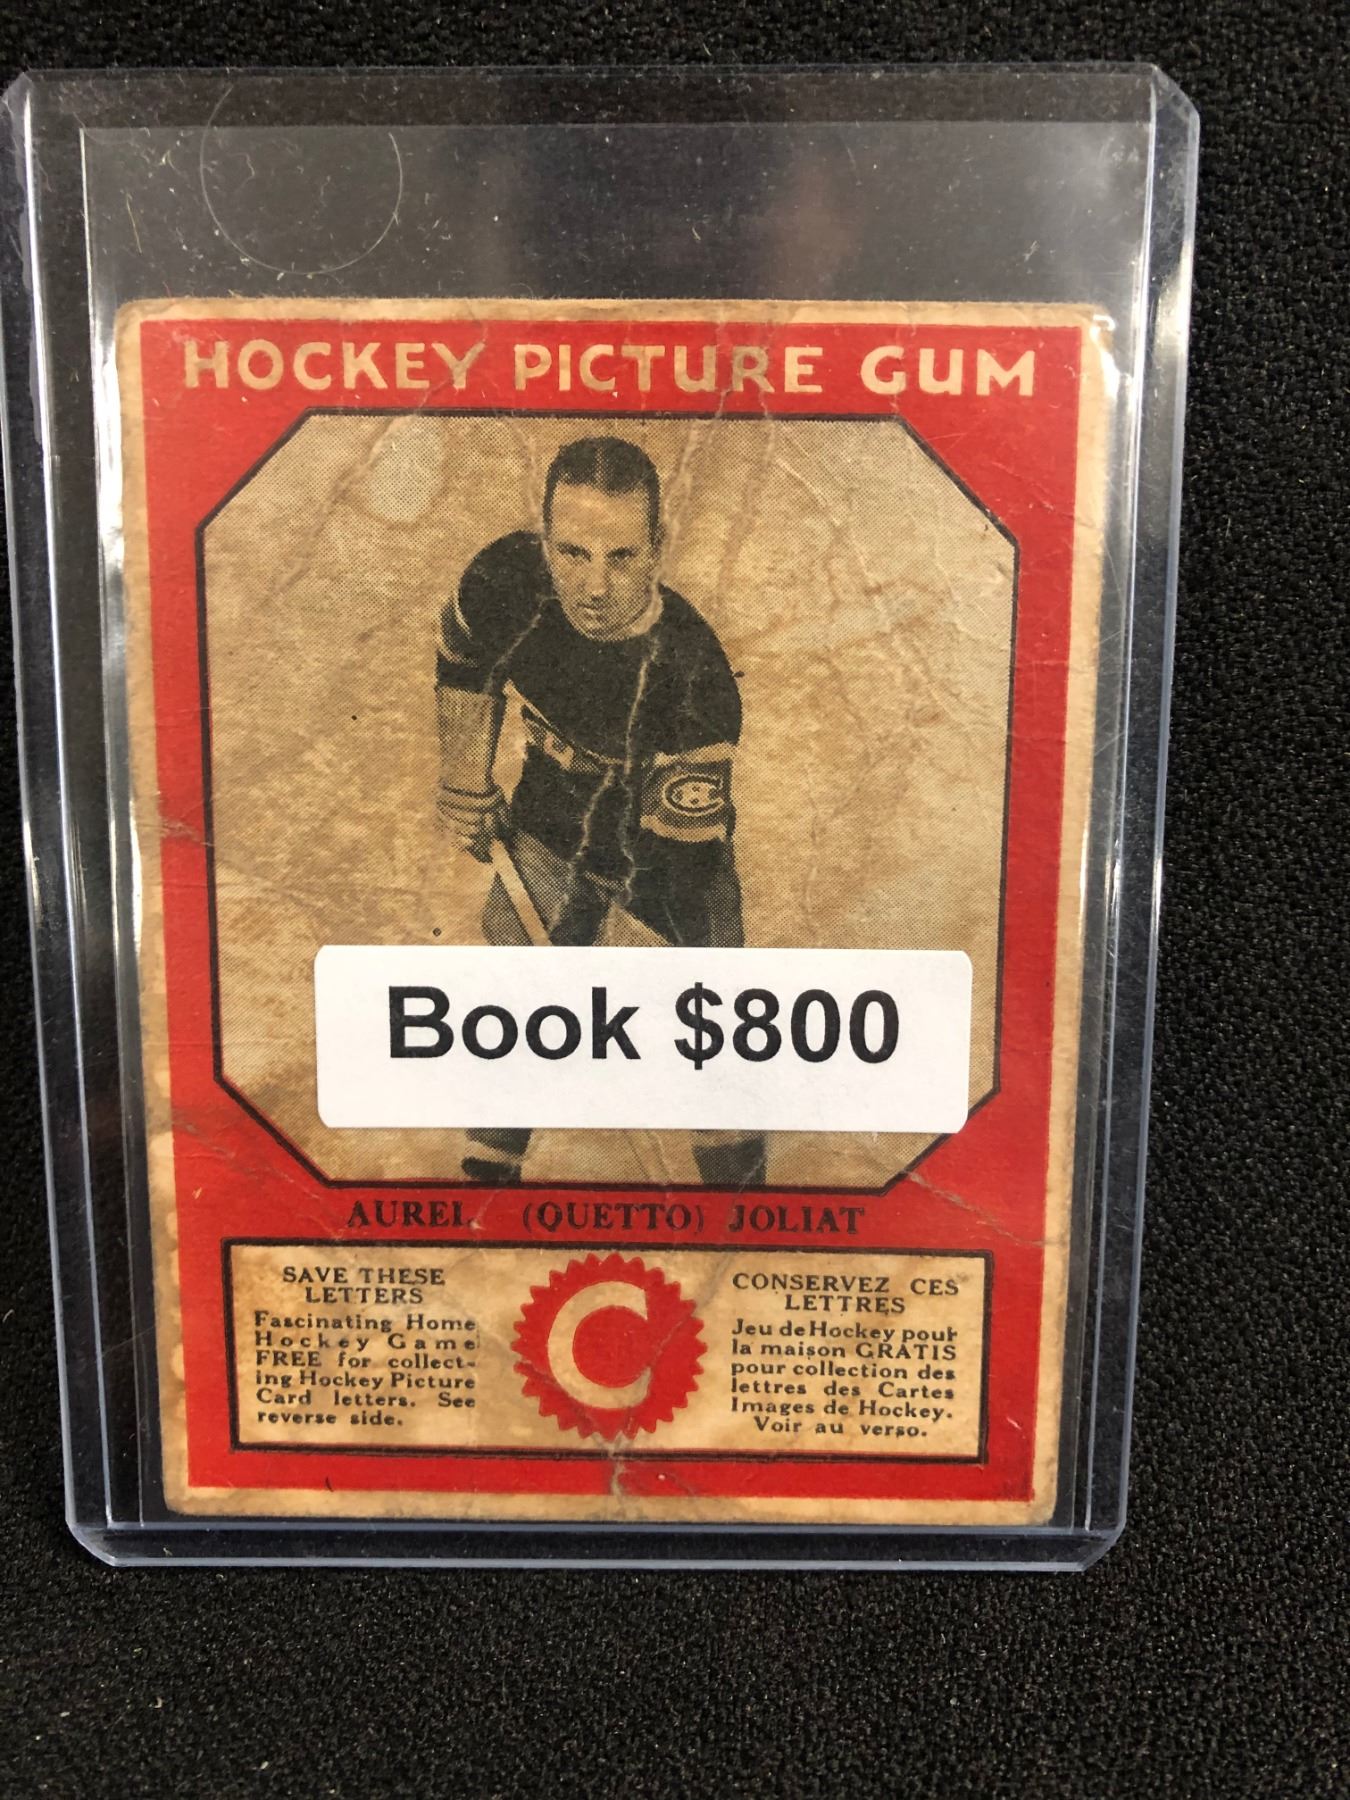 HOCKEY PICTURE GUM
Book $800
AUREL (QUETTO) JOLIAT
SAVE THESE
LETTERS
Fascinating Home
Hockey Game
FREE for collect-
ing Hockey Picture
Card letters. See
reverse side.
C
CONSERVEZ CES
LETTRES
Jeu de Hockey pour
la maison GRATIS
pour collection des
lettres des Cartes
Images de Hockey.
Voir au verso.